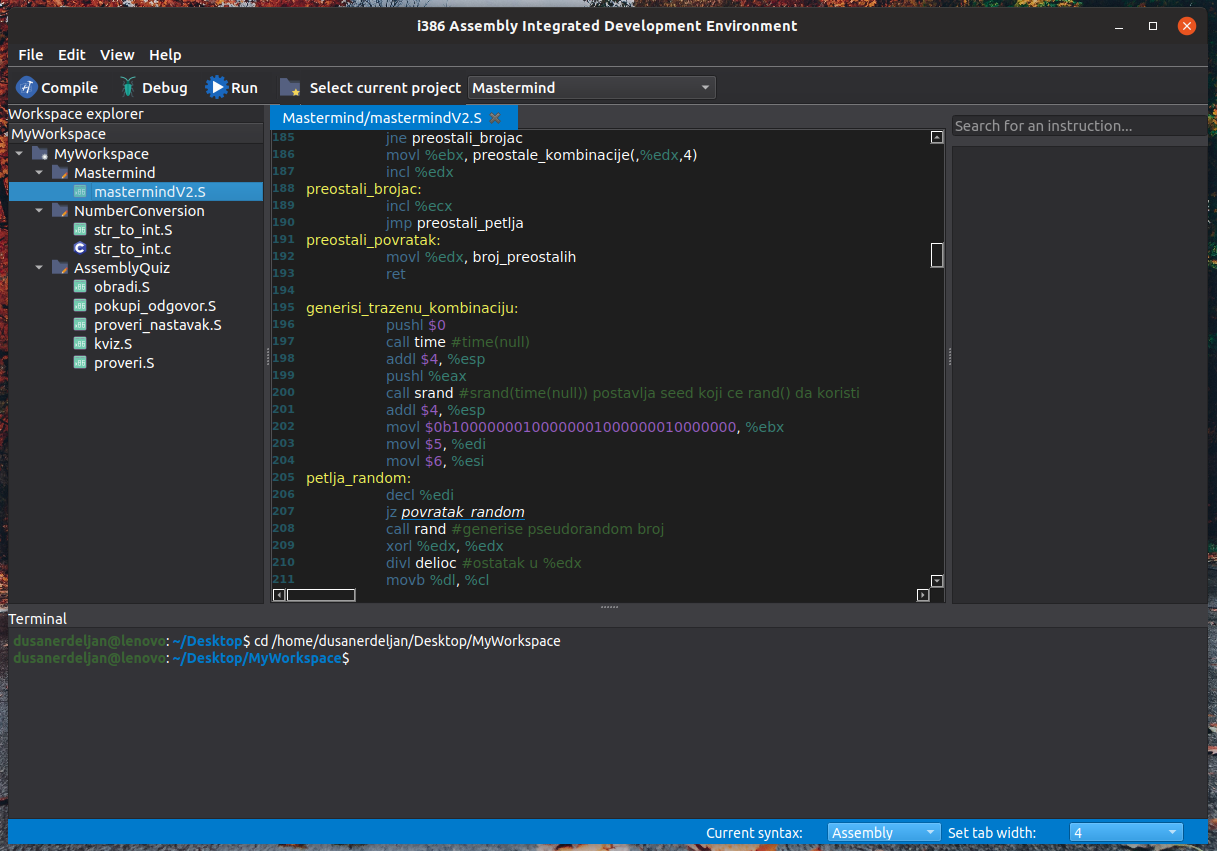 i386 Assembly Integrated Development Environment
File Edit View Help
Compile Debug Run Select current project Mastermind
Workspace explorer
MyWorkspace
MyWorkspace
Mastermind
mastermindV2.S
NumberConversion
str_to_int.S
str_to_int.c
AssemblyQuiz
obradi.S
pokupi_odgovor.S
proveri_nastavak.S
kviz.S
proveri.S
Mastermind/mastermindV2.S
185 jne preostali_brojac
186 movl %ebx, preostale_kombinacije(,%edx,4)
187 incl %edx
188 preostali_brojac:
189 incl %ecx
190 jmp preostali_petlja
191 preostali_povratak:
192 movl %edx, broj_preostalih
193 ret
194
195 generisi_trazenu_kombinaciju:
196 pushl $0
197 call time #time(null)
198 addl $4, %esp
199 pushl %eax
200 call srand #srand(time(null)) postavlja seed koji ce rand() da koristi
201 addl $4, %esp
202 movl $0b10000000100000001000000010000000, %ebx
203 movl $5, %edi
204 movl $6, %esi
205 petlja_random:
206 decl %edi
207 jz povratak_random
208 call rand #generise pseudorandom broj
209 xorl %edx, %edx
210 divl delioc #ostatak u %edx
211 movb %dl, %cl
Search for an instruction...
Terminal
dusanerdeljan@lenovo:~/Desktop$ cd /home/dusanerdeljan/Desktop/MyWorkspace
dusanerdeljan@lenovo:~/Desktop/MyWorkspace$
Current syntax: Assembly Set tab width: 4